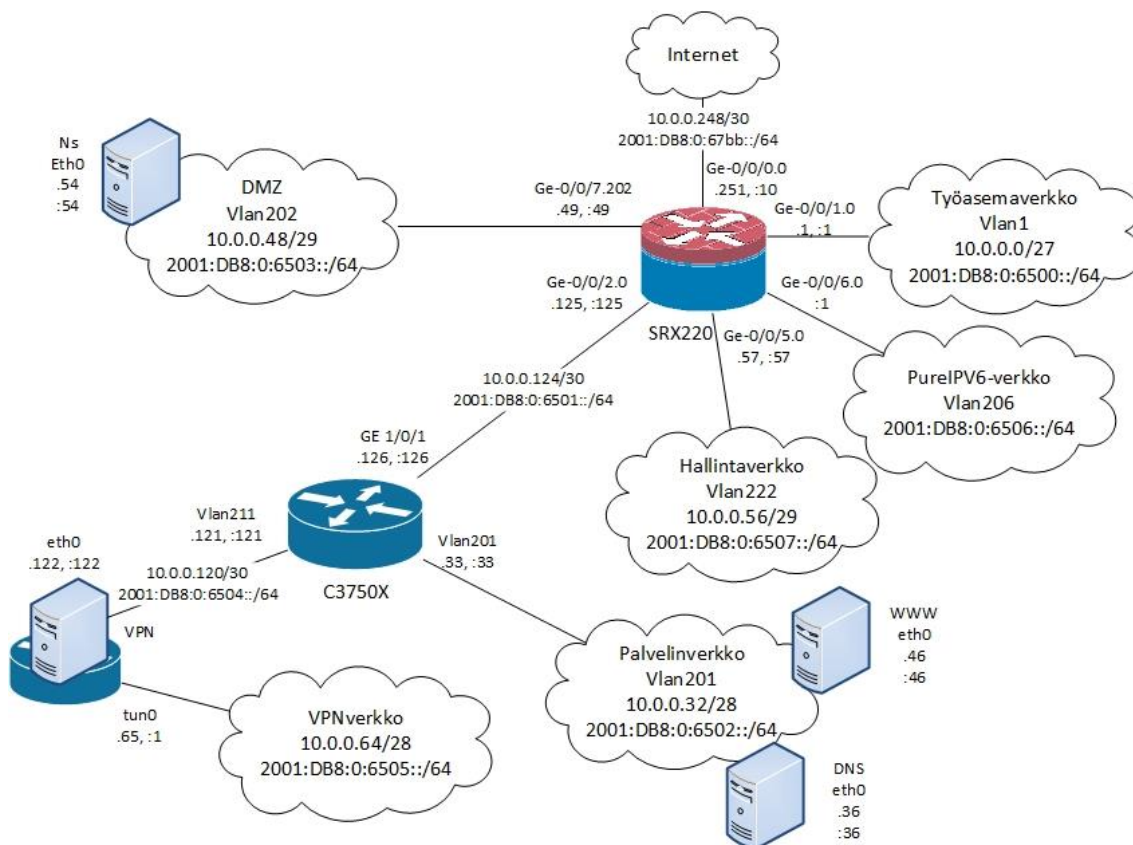 Internet
10.0.0.248/30
2001:DB8:0:67bb::/64
Ge-0/0/0.0
.251, :10
Ns
Eth0
.54
:54
DMZ
Vlan202
10.0.0.48/29
2001:DB8:0:6503::/64
Ge-0/0/7.202
.49, :49
Ge-0/0/1.0
.1, :1
Työasemaverkko
Vlan1
10.0.0.0/27
2001:DB8:0:6500::/64
Ge-0/0/2.0
.125, :125
SRX220
Ge-0/0/6.0
:1
Ge-0/0/5.0
.57, :57
PureIPV6-verkko
Vlan206
2001:DB8:0:6506::/64
10.0.0.124/30
2001:DB8:0:6501::/64
GE 1/0/1
.126, :126
Hallintaverkko
Vlan222
10.0.0.56/29
2001:DB8:0:6507::/64
Vlan211
.121, :121
Vlan201
.33, :33
C3750X
eth0
.122, :122
10.0.0.120/30
2001:DB8:0:6504::/64
VPN
tun0
.65, :1
VPNverkko
10.0.0.64/28
2001:DB8:0:6505::/64
Palvelinverkko
Vlan201
10.0.0.32/28
2001:DB8:0:6502::/64
WWW
eth0
.46
:46
DNS
eth0
.36
:36